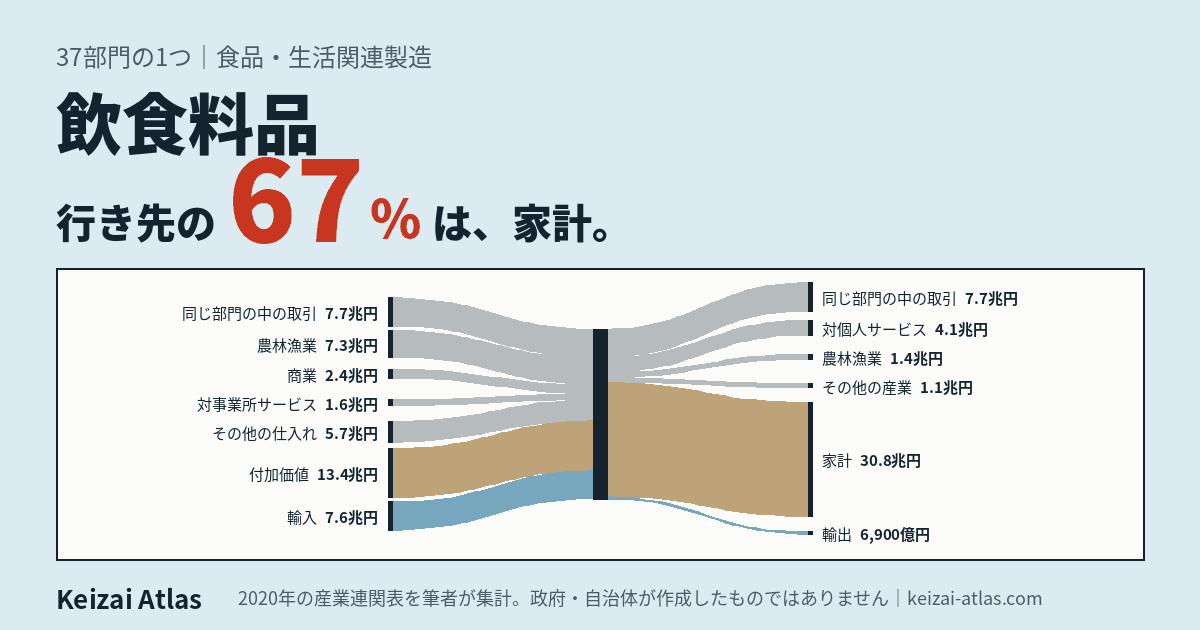 37部門の1つ｜食品・生活関連製造
飲食料品
行き先の 67 % は、家計。
同じ部門の中の取引 7.7兆円
農林漁業 7.3兆円
商業 2.4兆円
対事業所サービス 1.6兆円
その他の仕入れ 5.7兆円
付加価値 13.4兆円
輸入 7.6兆円
同じ部門の中の取引 7.7兆円
対個人サービス 4.1兆円
農林漁業 1.4兆円
その他の産業 1.1兆円
家計 30.8兆円
輸出 6,900億円
Keizai Atlas 2020年の産業連関表を筆者が集計。政府・自治体が作成したものではありません｜keizai-atlas.com